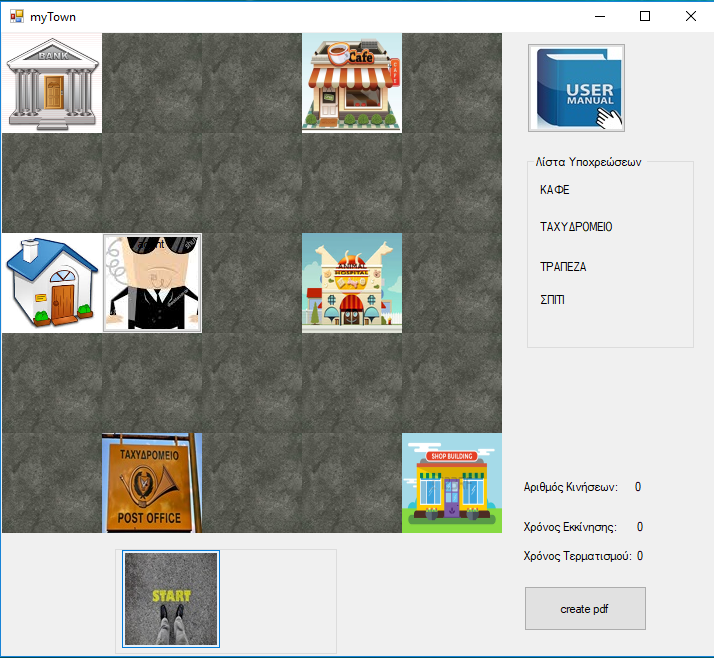 myTown
BANK
Cafe
CAFE
USER
MANUAL
Λίστα Υποχρεώσεων
ΚΑΦΕ
ΤΑΧΥΔΡΟΜΕΙΟ
ΤΡΑΠΕΖΑ
ΣΠΙΤΙ
HOSPITAL
ΤΑΧΥΔΡΟΜΕΙΟ
POST OFFICE
SHOP BUILDING
Αριθμός Κινήσεων: 0
Χρόνος Εκκίνησης: 0
Χρόνος Τερματισμού: 0
START
create pdf